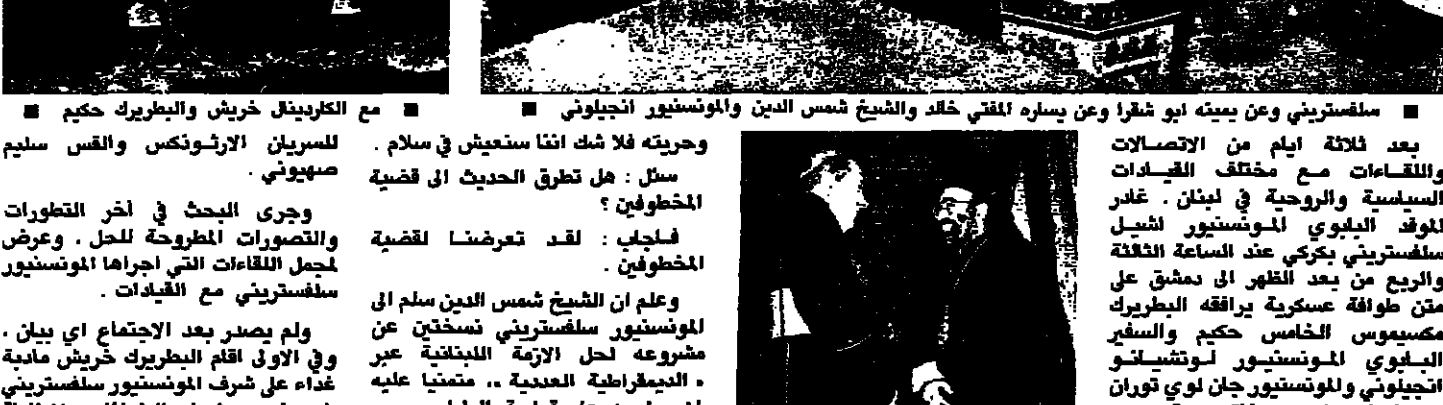 ■ سلفستريني وعن يمينه ابو شقرا وعن يساره المفتي خالد والشيخ شمس الدين والمونسنيور انجيلوني ■
■ مع الكاردينال خريش والبطريرك حكيم ■
بعد ثلاثة ايام من الاتصالات
واللقاءات مع مختلف القيادات
السياسية والروحية في لبنان . غادر
الموفد البابوي المونسنيور اشيل
سلفستريني بكركي عند الساعة الثالثة
والربع من بعد الظهر الى دمشق على
متن طوافة عسكرية يرافقه البطريرك
مكسيموس الخامس حكيم والسفير
البابوي المونسنيور لوتشيانو
انجيلوني والمونسنيور جان لوي توران
وحريته فلا شك اننا سنعيش في سلام .
سئل : هل تطرق الحديث الى قضية
المخطوفين ؟
فاجاب : لقد تعرضنا لقضية
المخطوفين .
وعلم ان الشيخ شمس الدين سلم الى
المونسنيور سلفستريني نسختين عن
مشروعه لحل الازمة اللبنانية عبر
« الديمقراطية العددية » متمنيا عليه
للسريان الارثوذكس والقس سليم
صهيوني .
وجرى البحث في آخر التطورات
والتصورات المطروحة للحل . وعرض
لمجمل اللقاءات التي اجراها المونسنيور
سلفستريني مع القيادات .
ولم يصدر بعد الاجتماع اي بيان .
وفي الاولى اقام البطريرك خريش مادبة
غداء على شرف المونسنيور سلفستريني